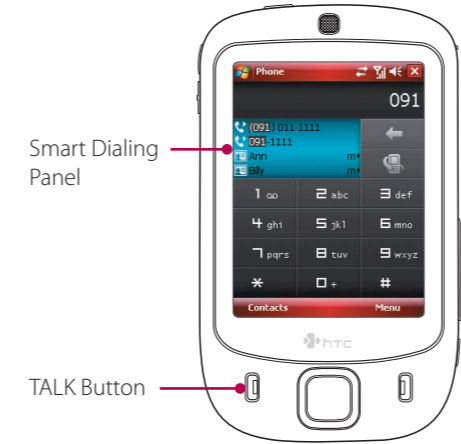 Phone
091
(091) 011-1111
091-1111
Ann m
Billy m
Smart Dialing
Panel
1 2 abc 3 def
4 ghi 5 jkl 6 mno
7 pqrs 8 tuv 9 wxyz
* 0 + #
Contacts Menu
htc
TALK Button